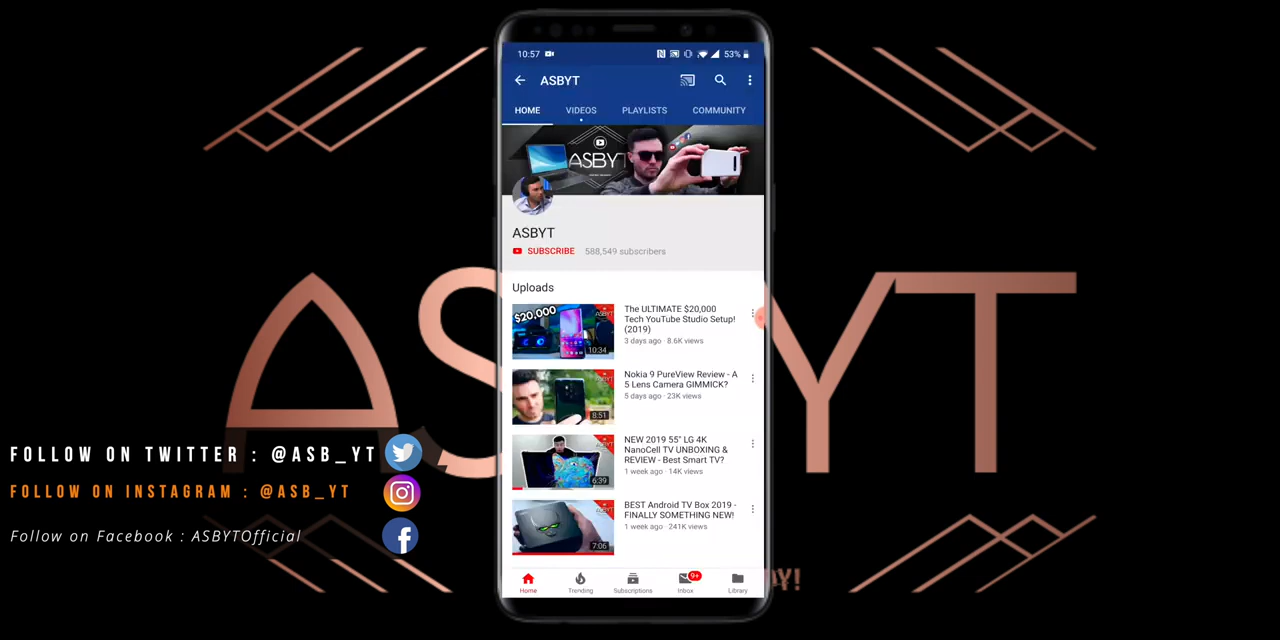 10:57
53%
ASBYT
HOME VIDEOS PLAYLISTS COMMUNITY
ASBYT
ASBYT
SUBSCRIBE 588,549 subscribers
Uploads
$20,000
ASBYT
10:34
The ULTIMATE $20,000
Tech YouTube Studio Setup!
(2019)
3 days ago · 8.6K views
8:51
Nokia 9 PureView Review - A
5 Lens Camera GIMMICK?
5 days ago · 23K views
6:39
NEW 2019 55" LG 4K
NanoCell TV UNBOXING &
REVIEW - Best Smart TV?
1 week ago · 14K views
7:06
BEST Android TV Box 2019 -
FINALLY SOMETHING NEW!
1 week ago · 241K views
9+
Home Trending Subscriptions Inbox Library
AS YT
FOLLOW ON TWITTER : @ASB_YT
FOLLOW ON INSTAGRAM : @ASB_YT
Follow on Facebook : ASBYTOfficial